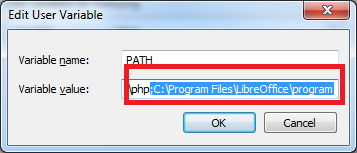 Edit User Variable
Variable name: PATH
Variable value: \php;C:\Program Files\LibreOffice\program
OK Cancel